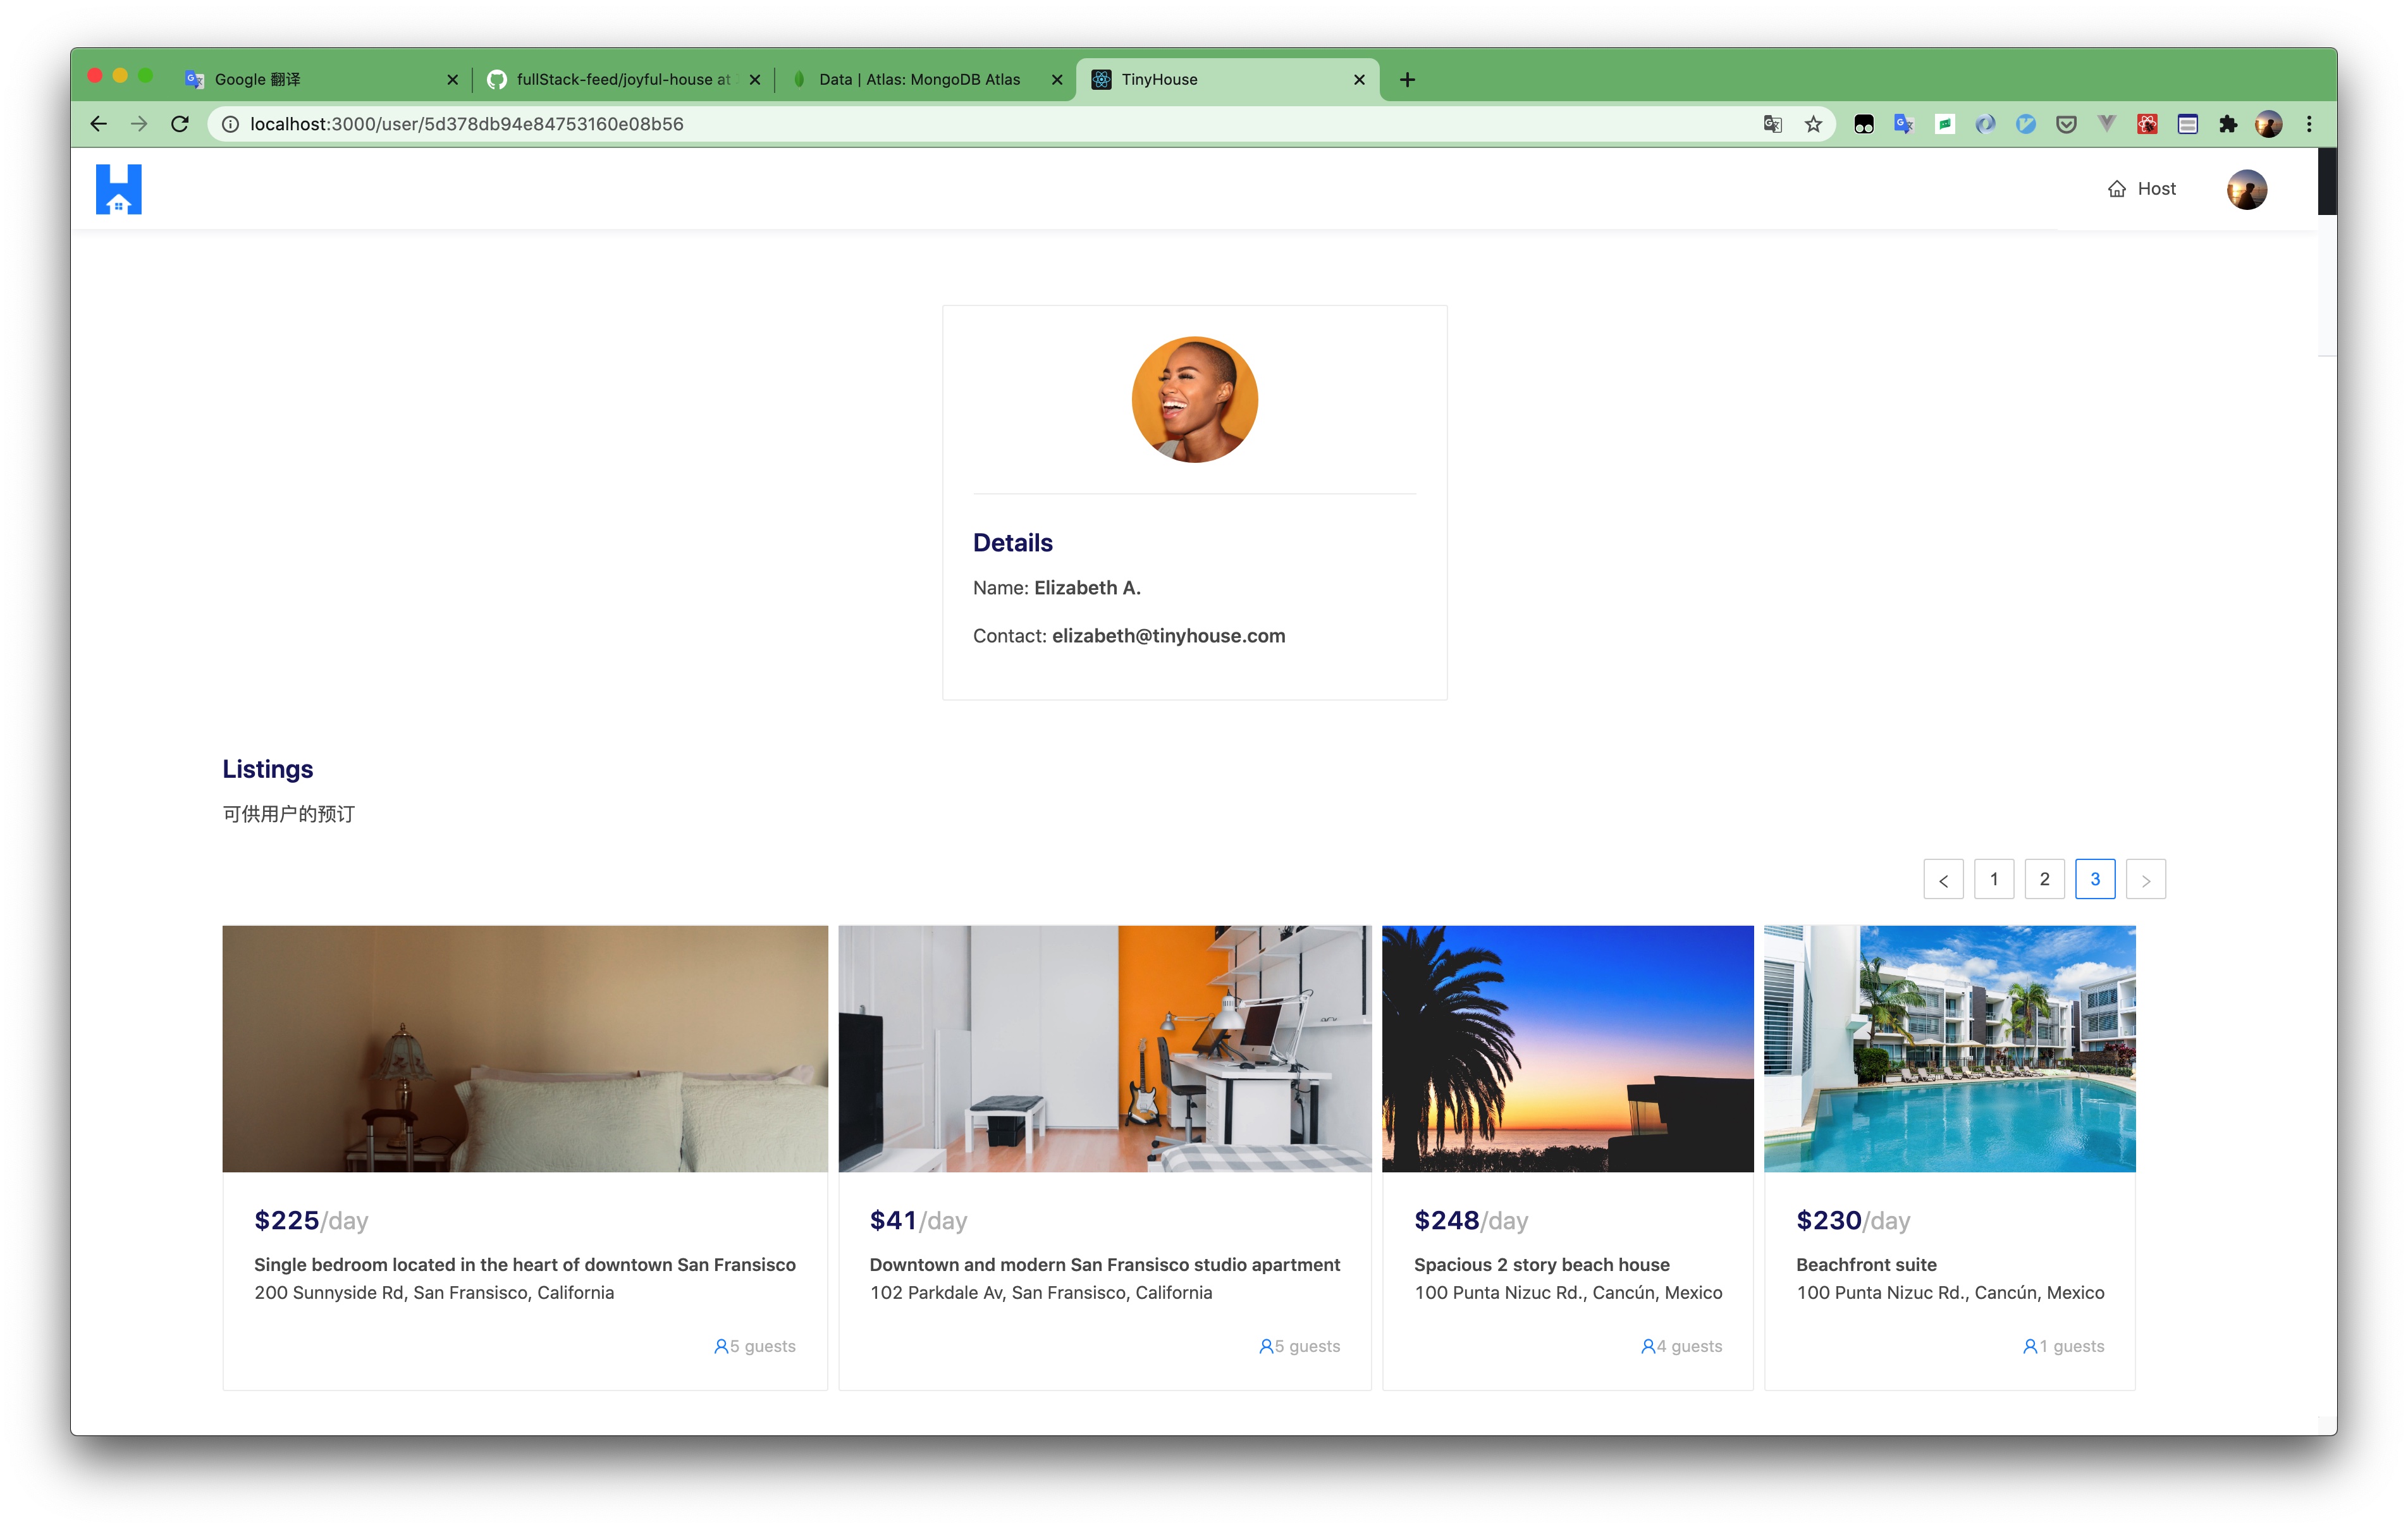 Google 翻译
fullStack-feed/joyful-house at
Data | Atlas: MongoDB Atlas
TinyHouse
localhost:3000/user/5d378db94e84753160e08b56
Host
Details
Name: Elizabeth A.
Contact: elizabeth@tinyhouse.com
Listings
可供用户的预订
< 1 2 3 >
$225/day
Single bedroom located in the heart of downtown San Fransisco
200 Sunnyside Rd, San Fransisco, California
5 guests
$41/day
Downtown and modern San Fransisco studio apartment
102 Parkdale Av, San Fransisco, California
5 guests
$248/day
Spacious 2 story beach house
100 Punta Nizuc Rd., Cancún, Mexico
4 guests
$230/day
Beachfront suite
100 Punta Nizuc Rd., Cancún, Mexico
1 guests